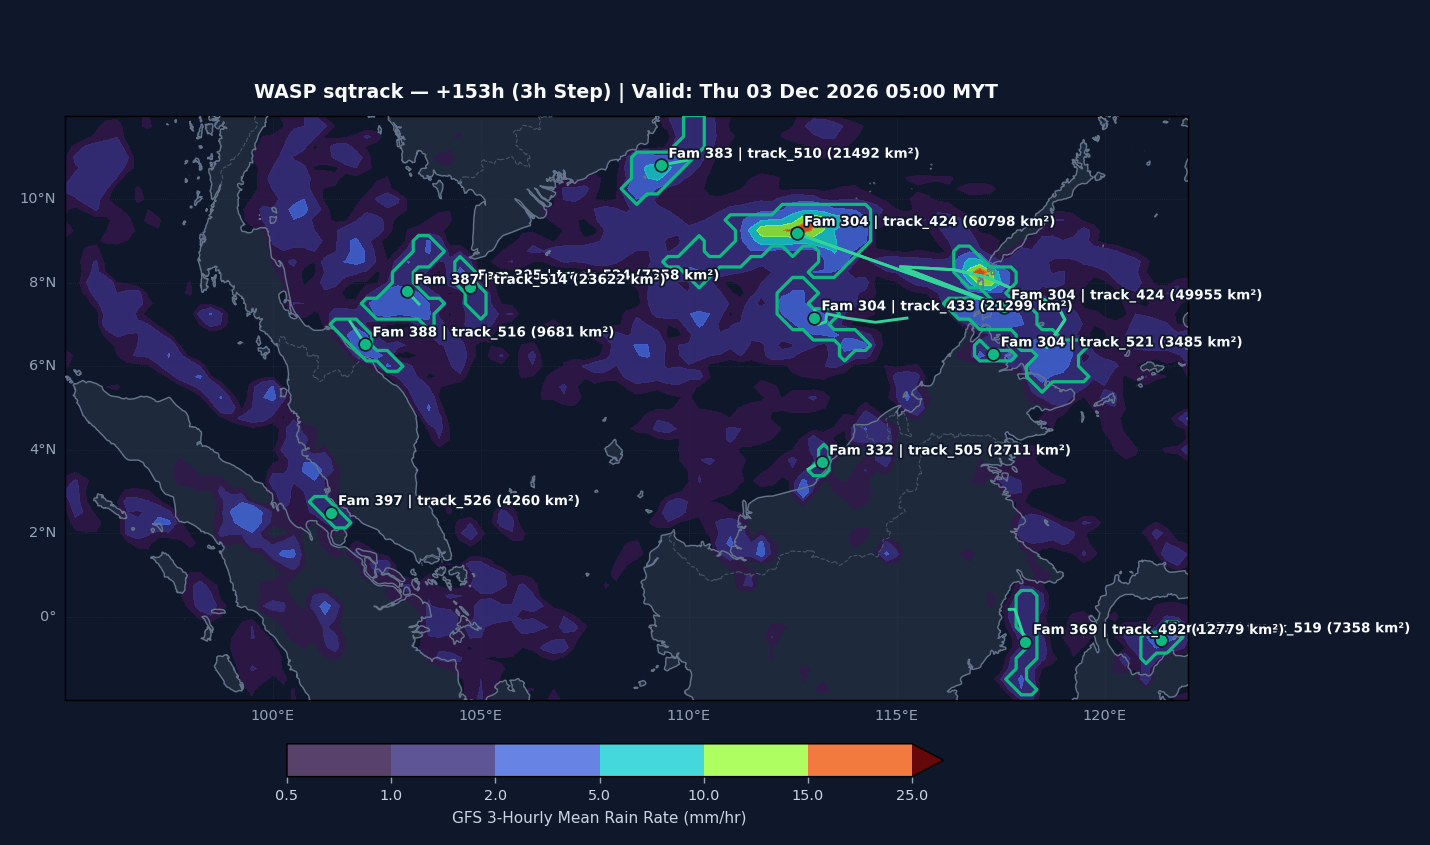 WASP sqtrack — +153h (3h Step) | Valid: Thu 03 Dec 2026 05:00 MYT
Fam 383 | track_510 (21492 km²)
10°N
Fam 304 | track_424 (60798 km²)
Fam 387 | track_514 (23622 km²)
8°N
Fam 304 | track_424 (49955 km²)
Fam 304 | track_433 (21299 km²)
Fam 388 | track_516 (9681 km²)
Fam 304 | track_521 (3485 km²)
6°N
4°N
Fam 332 | track_505 (2711 km²)
Fam 397 | track_526 (4260 km²)
2°N
0°
Fam 369 | track_492 (12779 km²)
_519 (7358 km²)
100°E 105°E 110°E 115°E 120°E
0.5 1.0 2.0 5.0 10.0 15.0 25.0
GFS 3-Hourly Mean Rain Rate (mm/hr)